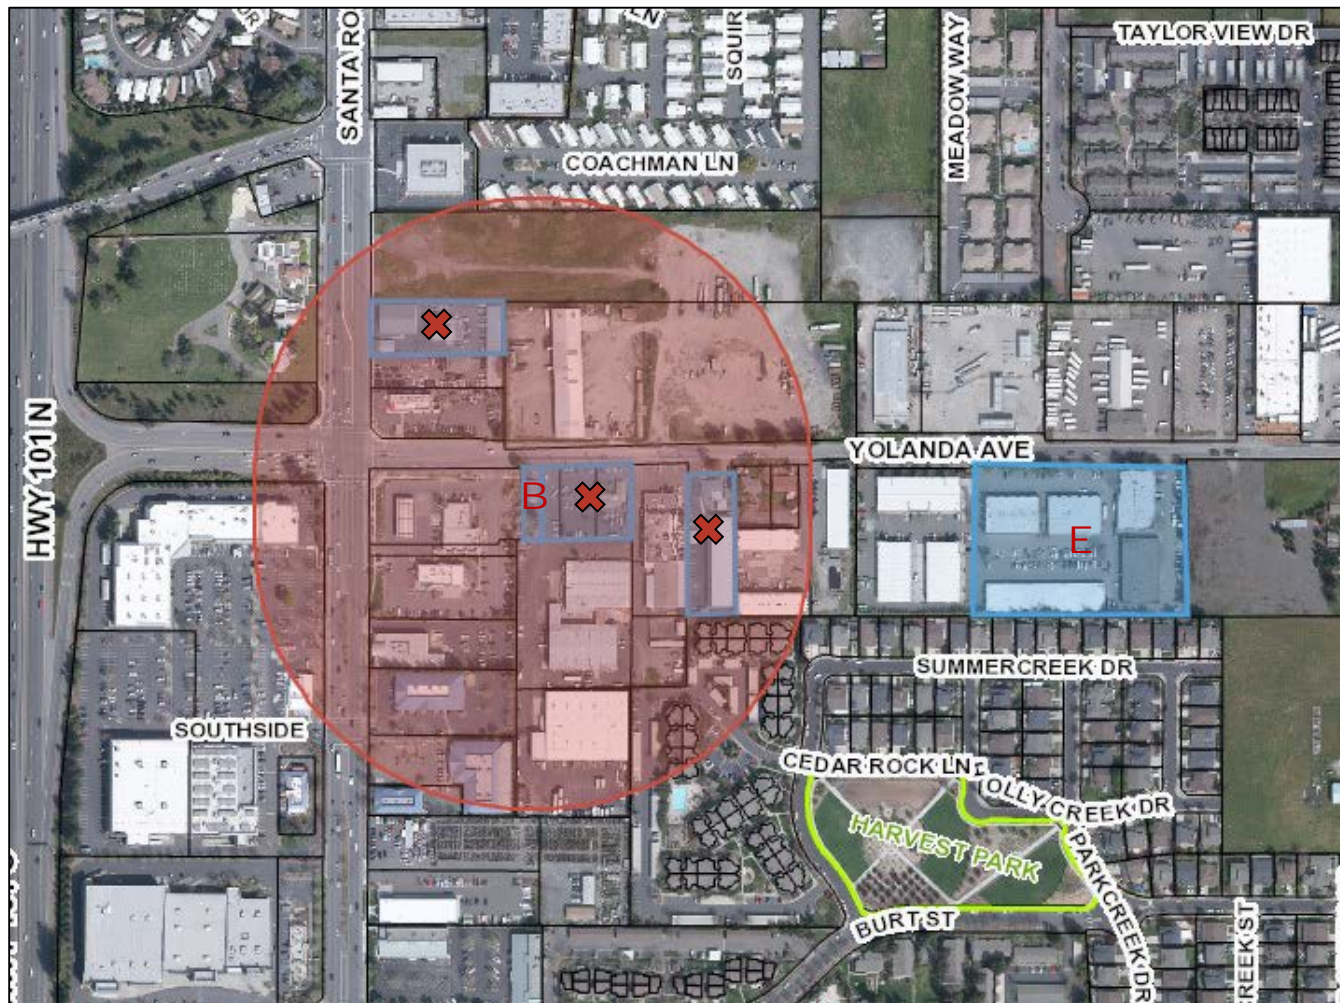 TAYLOR VIEW DR
SANTA RO
SQUIR
MEADOW WAY
COACHMAN LN
HWY 101 N
YOLANDA AVE
B
E
SUMMERCREEK DR
SOUTHSIDE
CEDAR ROCK LN
OLLY CREEK DR
HARVEST PARK
PARKCREEK DR
BURT ST
REEK ST